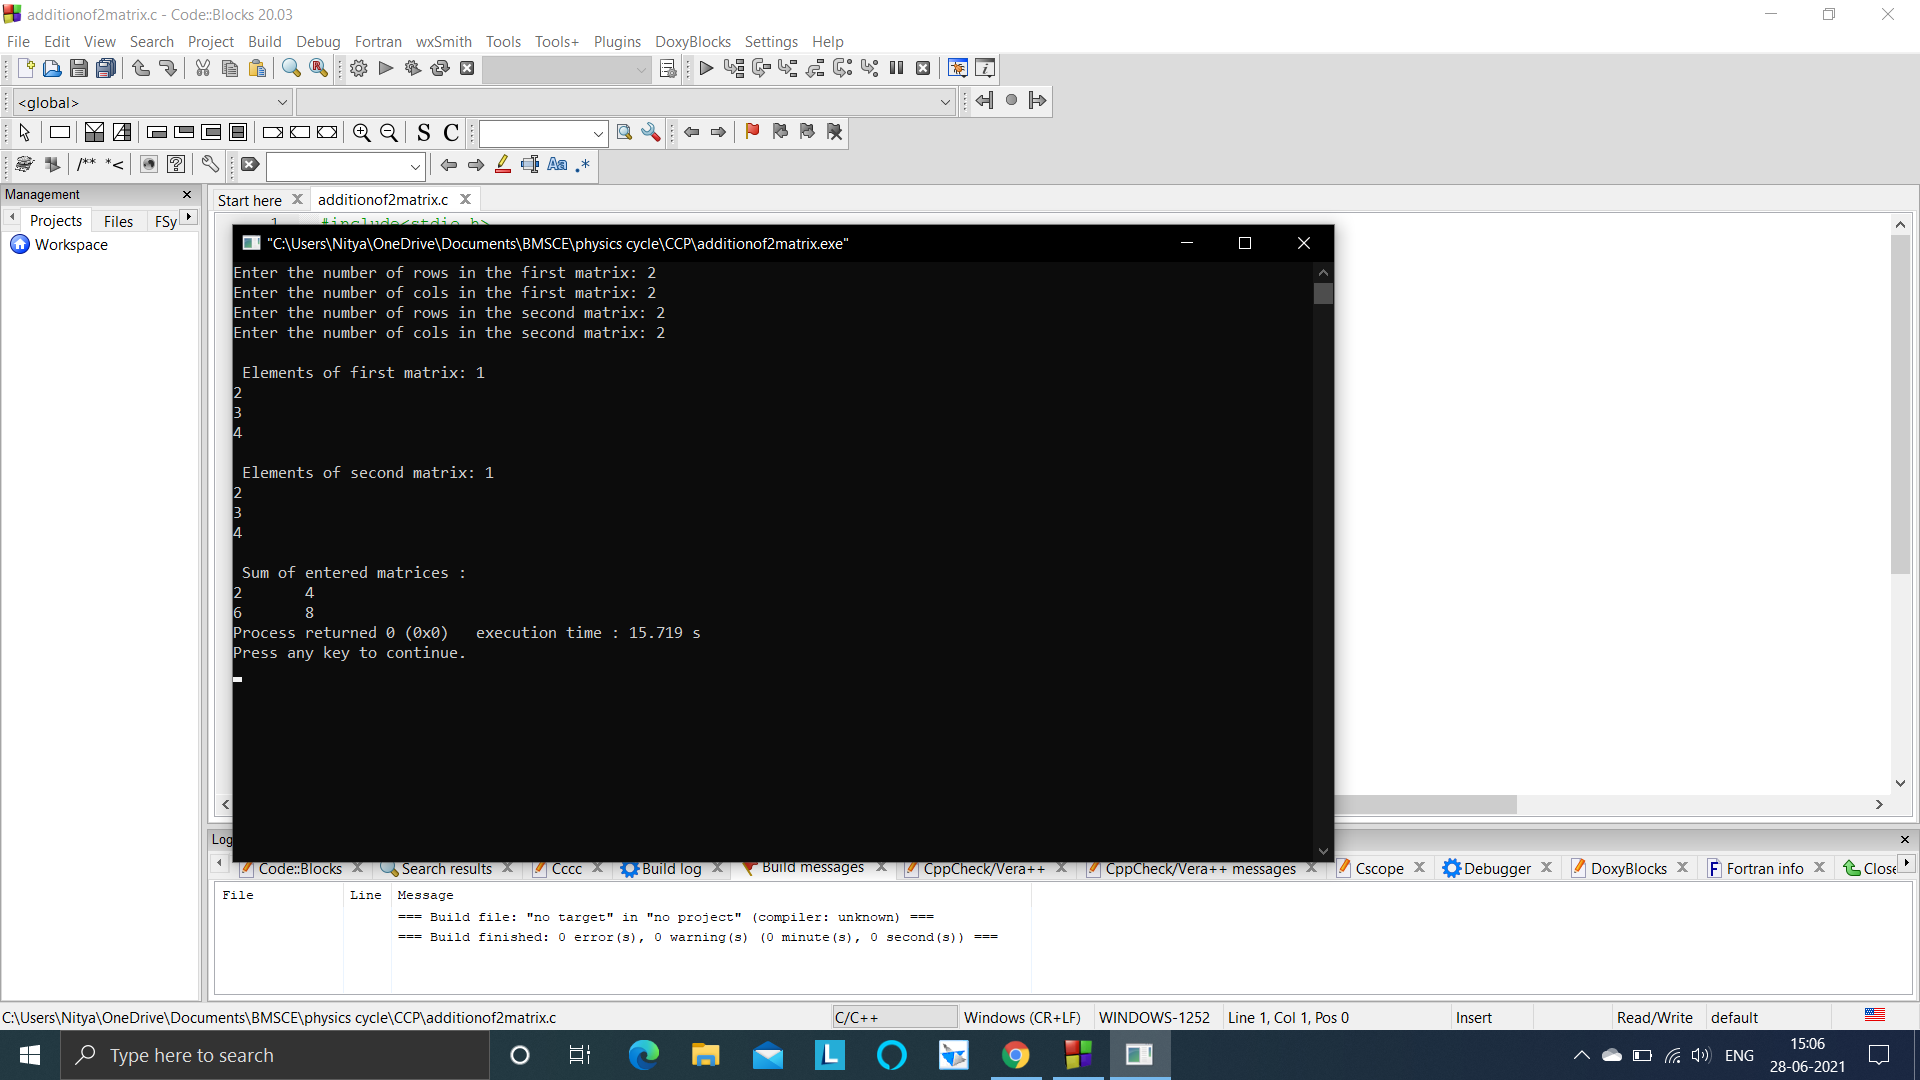 additionof2matrix.c - Code::Blocks 20.03
File Edit View Search Project Build Debug Fortran wxSmith Tools Tools+ Plugins DoxyBlocks Settings Help
<global>
S C
/** *<
Aa .*
Management
Projects Files FSy
Workspace
Start here additionof2matrix.c
1 #include<stdio.h>
"C:\Users\Nitya\OneDrive\Documents\BMSCE\physics cycle\CCP\additionof2matrix.exe"
Enter the number of rows in the first matrix: 2
Enter the number of cols in the first matrix: 2
Enter the number of rows in the second matrix: 2
Enter the number of cols in the second matrix: 2
Elements of first matrix: 1
2
3
4
Elements of second matrix: 1
2
3
4
Sum of entered matrices :
2 4
6 8
Process returned 0 (0x0) execution time : 15.719 s
Press any key to continue.
Log
Code::Blocks Search results Cccc Build log Build messages CppCheck/Vera++ CppCheck/Vera++ messages Cscope Debugger DoxyBlocks Fortran info Close
File Line Message
=== Build file: "no target" in "no project" (compiler: unknown) ===
=== Build finished: 0 error(s), 0 warning(s) (0 minute(s), 0 second(s)) ===
C:\Users\Nitya\OneDrive\Documents\BMSCE\physics cycle\CCP\additionof2matrix.c C/C++ Windows (CR+LF) WINDOWS-1252 Line 1, Col 1, Pos 0 Insert Read/Write default
Type here to search
ENG
15:06
28-06-2021